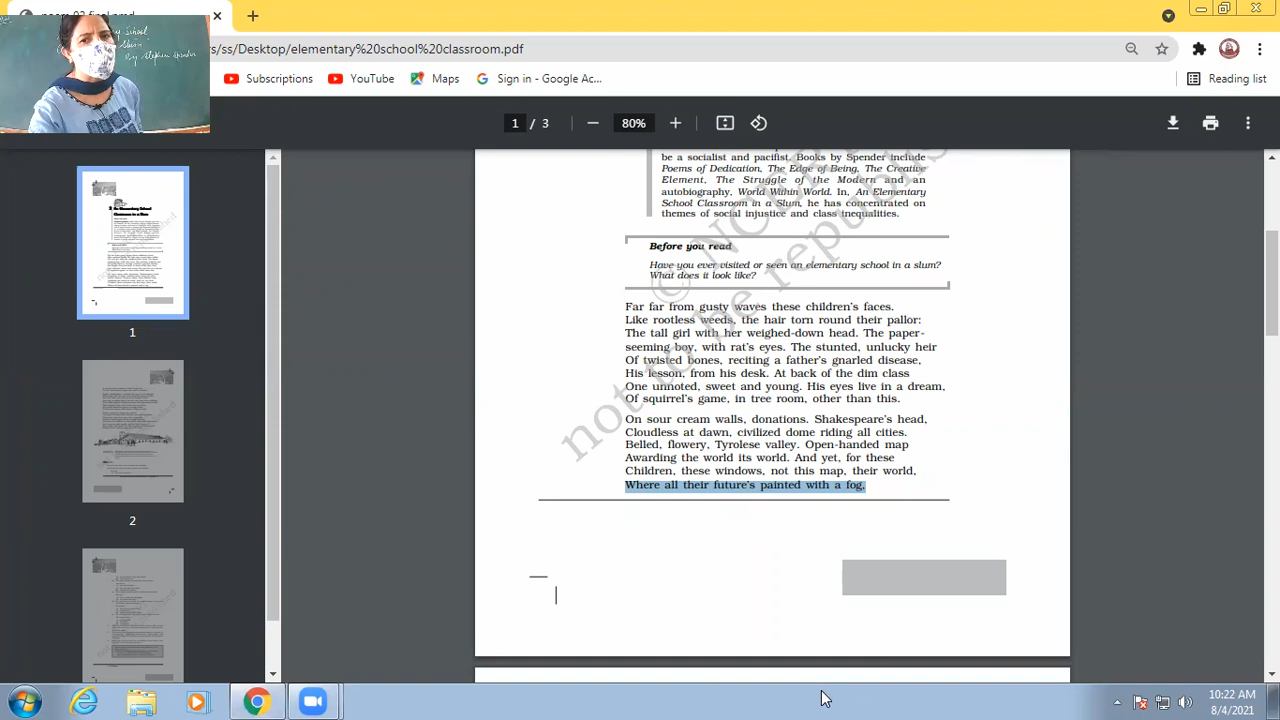 School
By Stephen Spender
rs/ss/Desktop/elementary%20school%20classroom.pdf
Subscriptions YouTube Maps Sign in - Google Ac... Reading list
1 / 3 80%
be a socialist and pacifist. Books by Spender include
Poems of Dedication, The Edge of Being, The Creative
Element, The Struggle of the Modern and an
autobiography, World Within World. In, An Elementary
School Classroom in a Slum, he has concentrated on
themes of social injustice and class inequalities.
Before you read
Have you ever visited or seen an elementary school in a slum?
What does it look like?
Far far from gusty waves these children's faces.
Like rootless weeds, the hair torn round their pallor:
The tall girl with her weighed-down head. The paper-
seeming boy, with rat's eyes. The stunted, unlucky heir
Of twisted bones, reciting a father's gnarled disease,
His lesson, from his desk. At back of the dim class
One unnoted, sweet and young. His eyes live in a dream,
Of squirrel's game, in tree room, other than this.
On sour cream walls, donations. Shakespeare's head,
Cloudless at dawn, civilized dome riding all cities.
Belled, flowery, Tyrolese valley. Open-handed map
Awarding the world its world. And yet, for these
Children, these windows, not this map, their world,
Where all their future's painted with a fog,
not to be republis
1
2
10:22 AM
8/4/2021